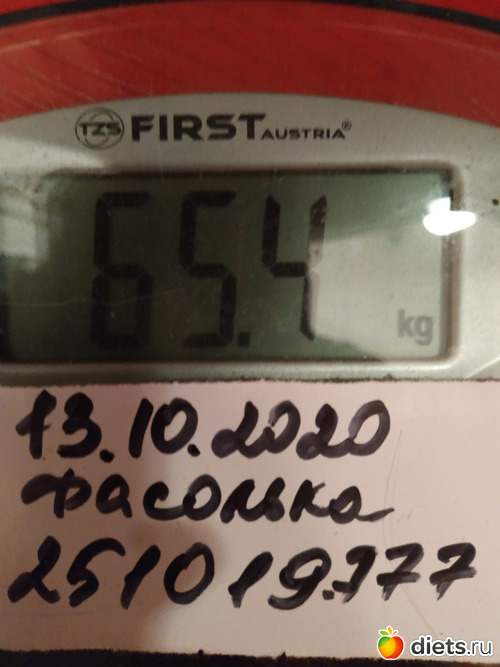 TZS FIRST AUSTRIA®
65.4 kg
13.10.2020
фасолька
251019.777
diets.ru